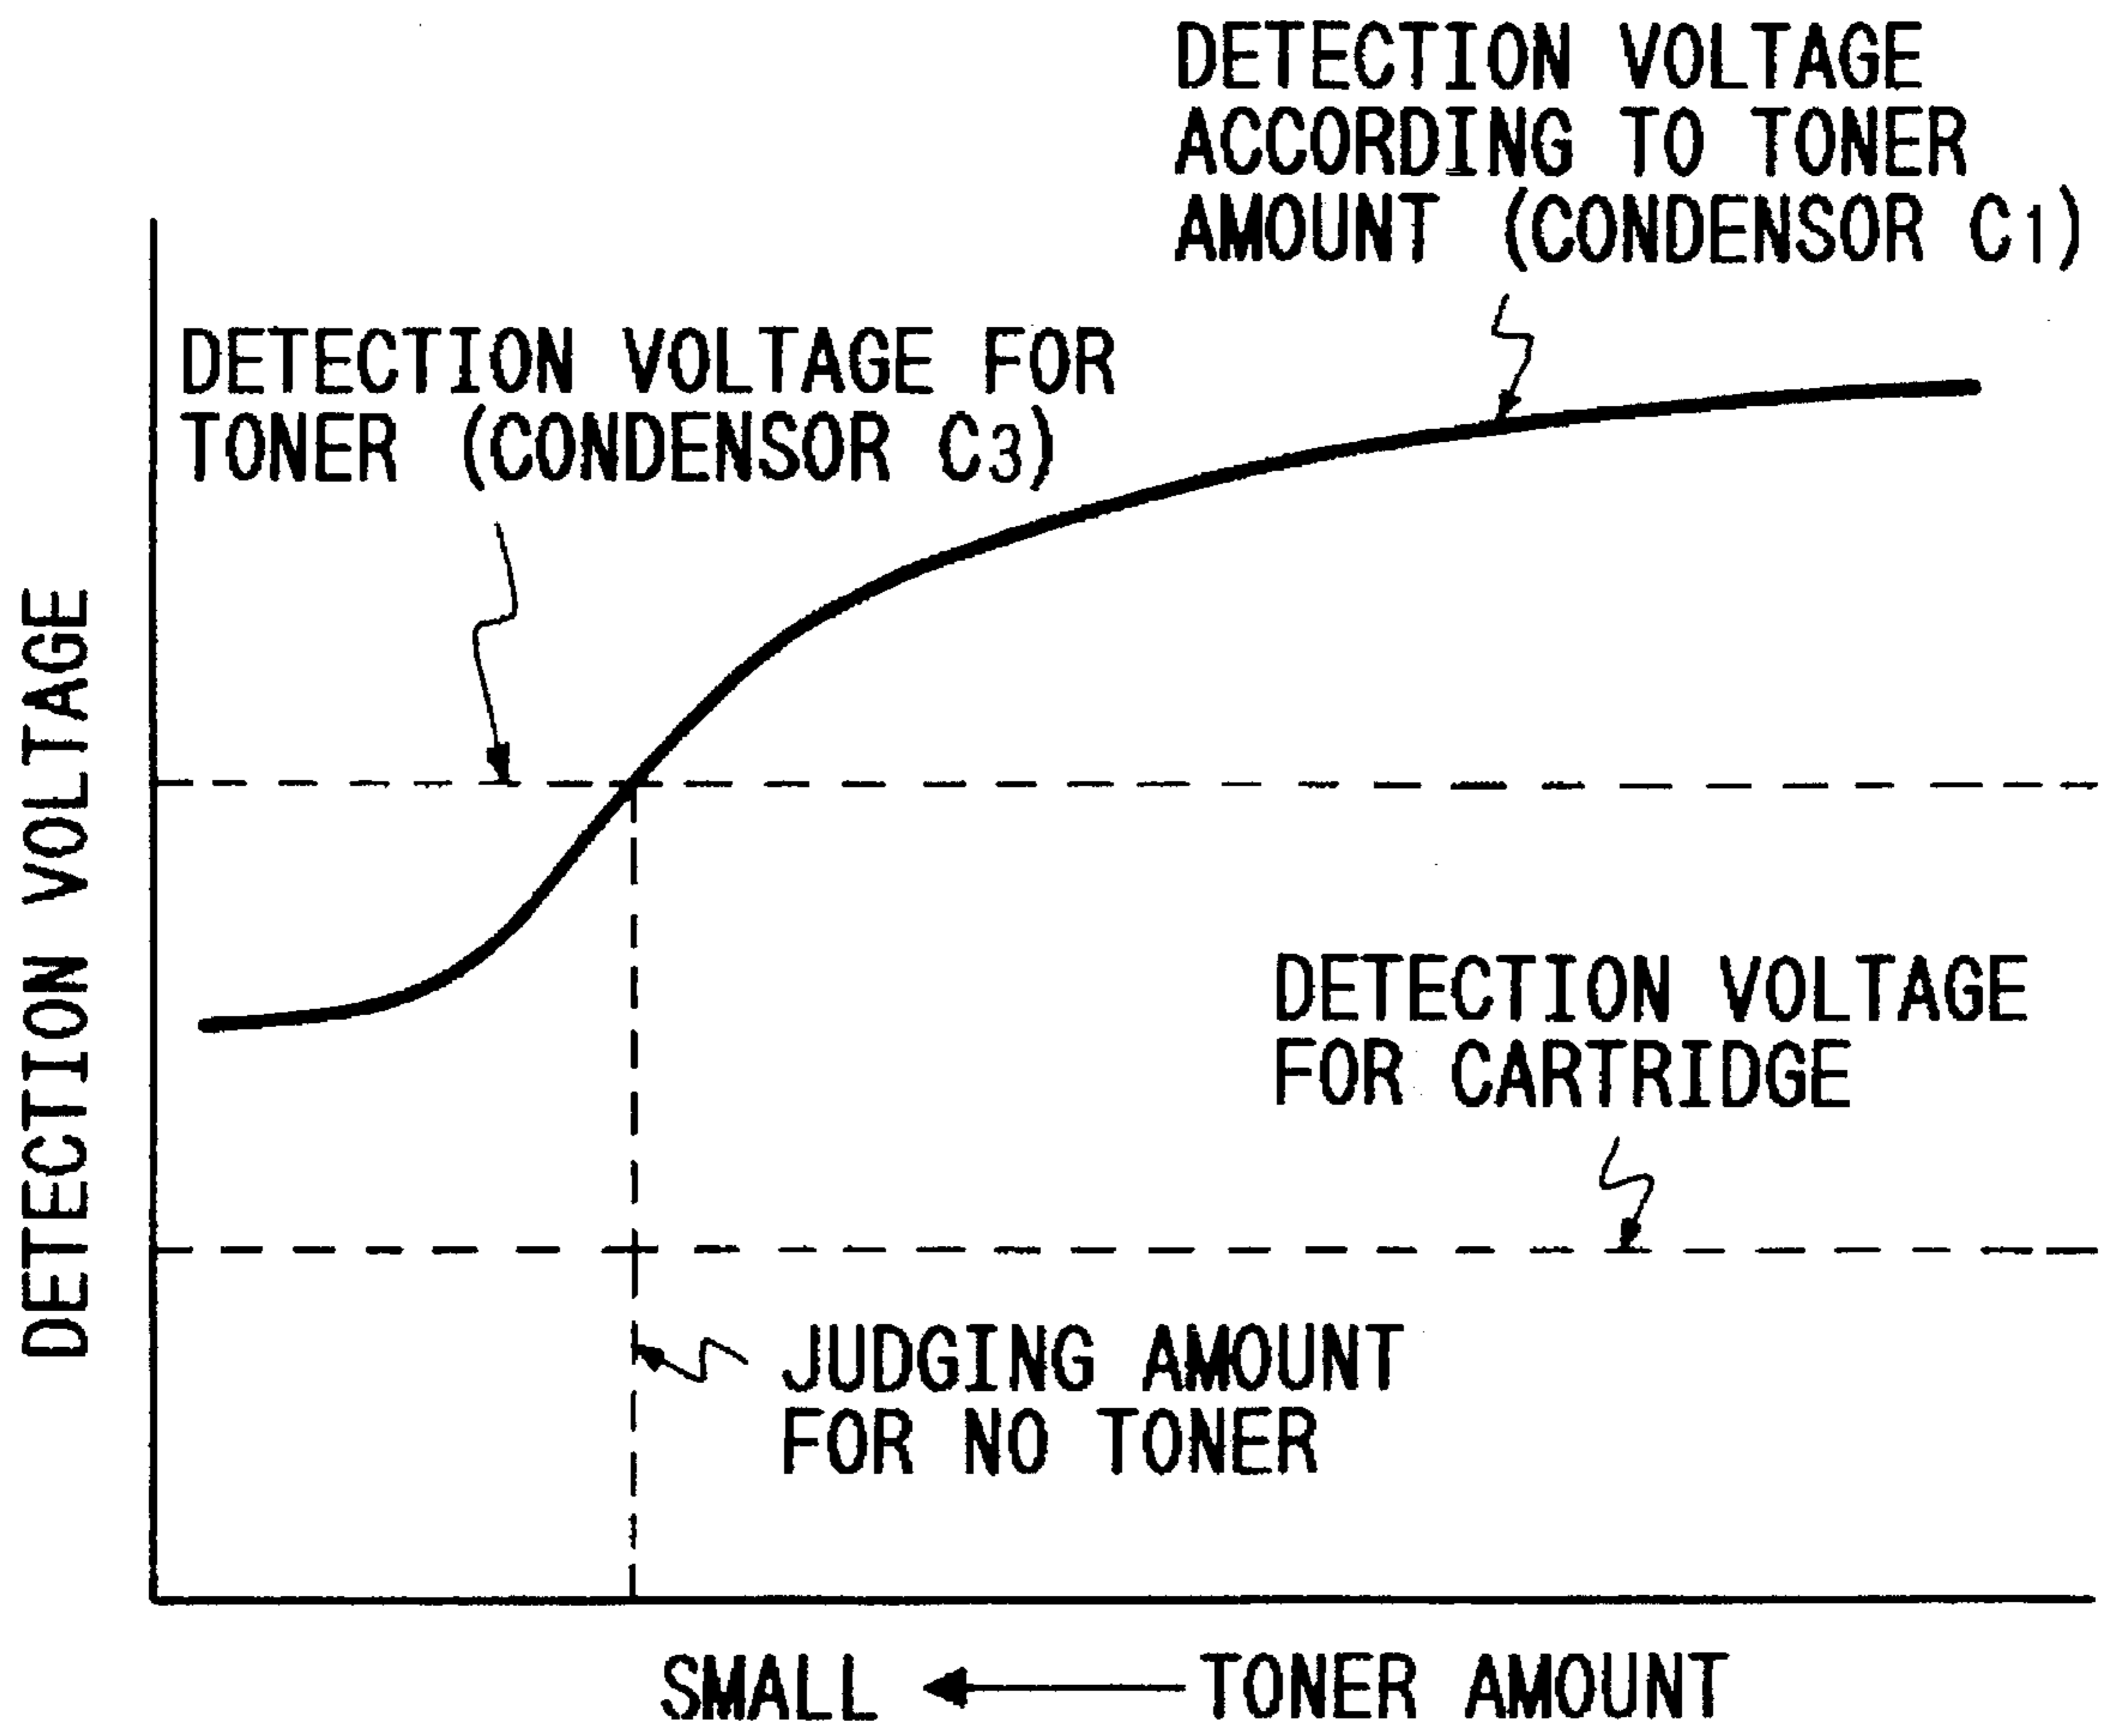 DETECTION VOLTAGE
ACCORDING TO TONER
AMOUNT (CONDENSOR C1)
DETECTION VOLTAGE FOR
TONER (CONDENSOR C3)
DETECTION VOLTAGE
DETECTION VOLTAGE
FOR CARTRIDGE
JUDGING AMOUNT
FOR NO TONER
SMALL ← TONER AMOUNT